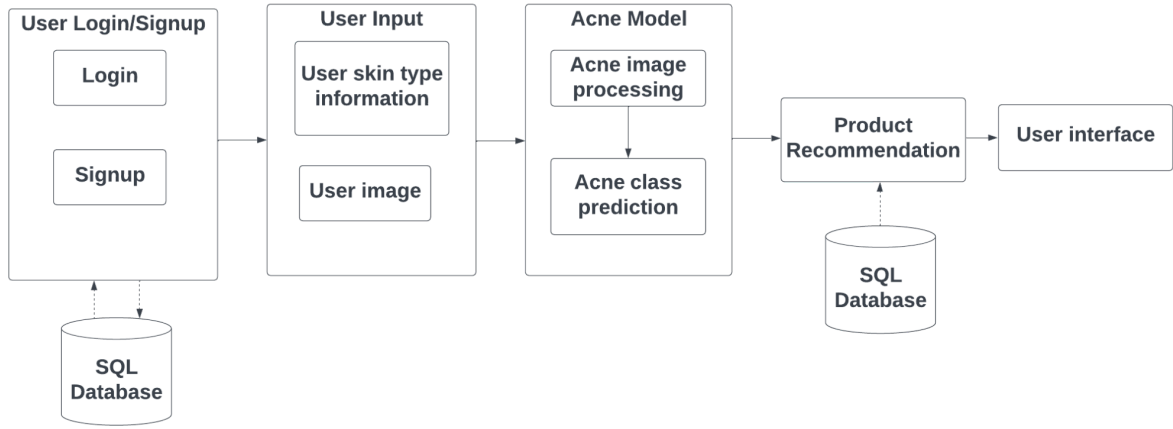 User Login/Signup
Login
Signup
SQL
Database
User Input
User skin type
information
User image
Acne Model
Acne image
processing
Acne class
prediction
Product
Recommendation
SQL
Database
User interface